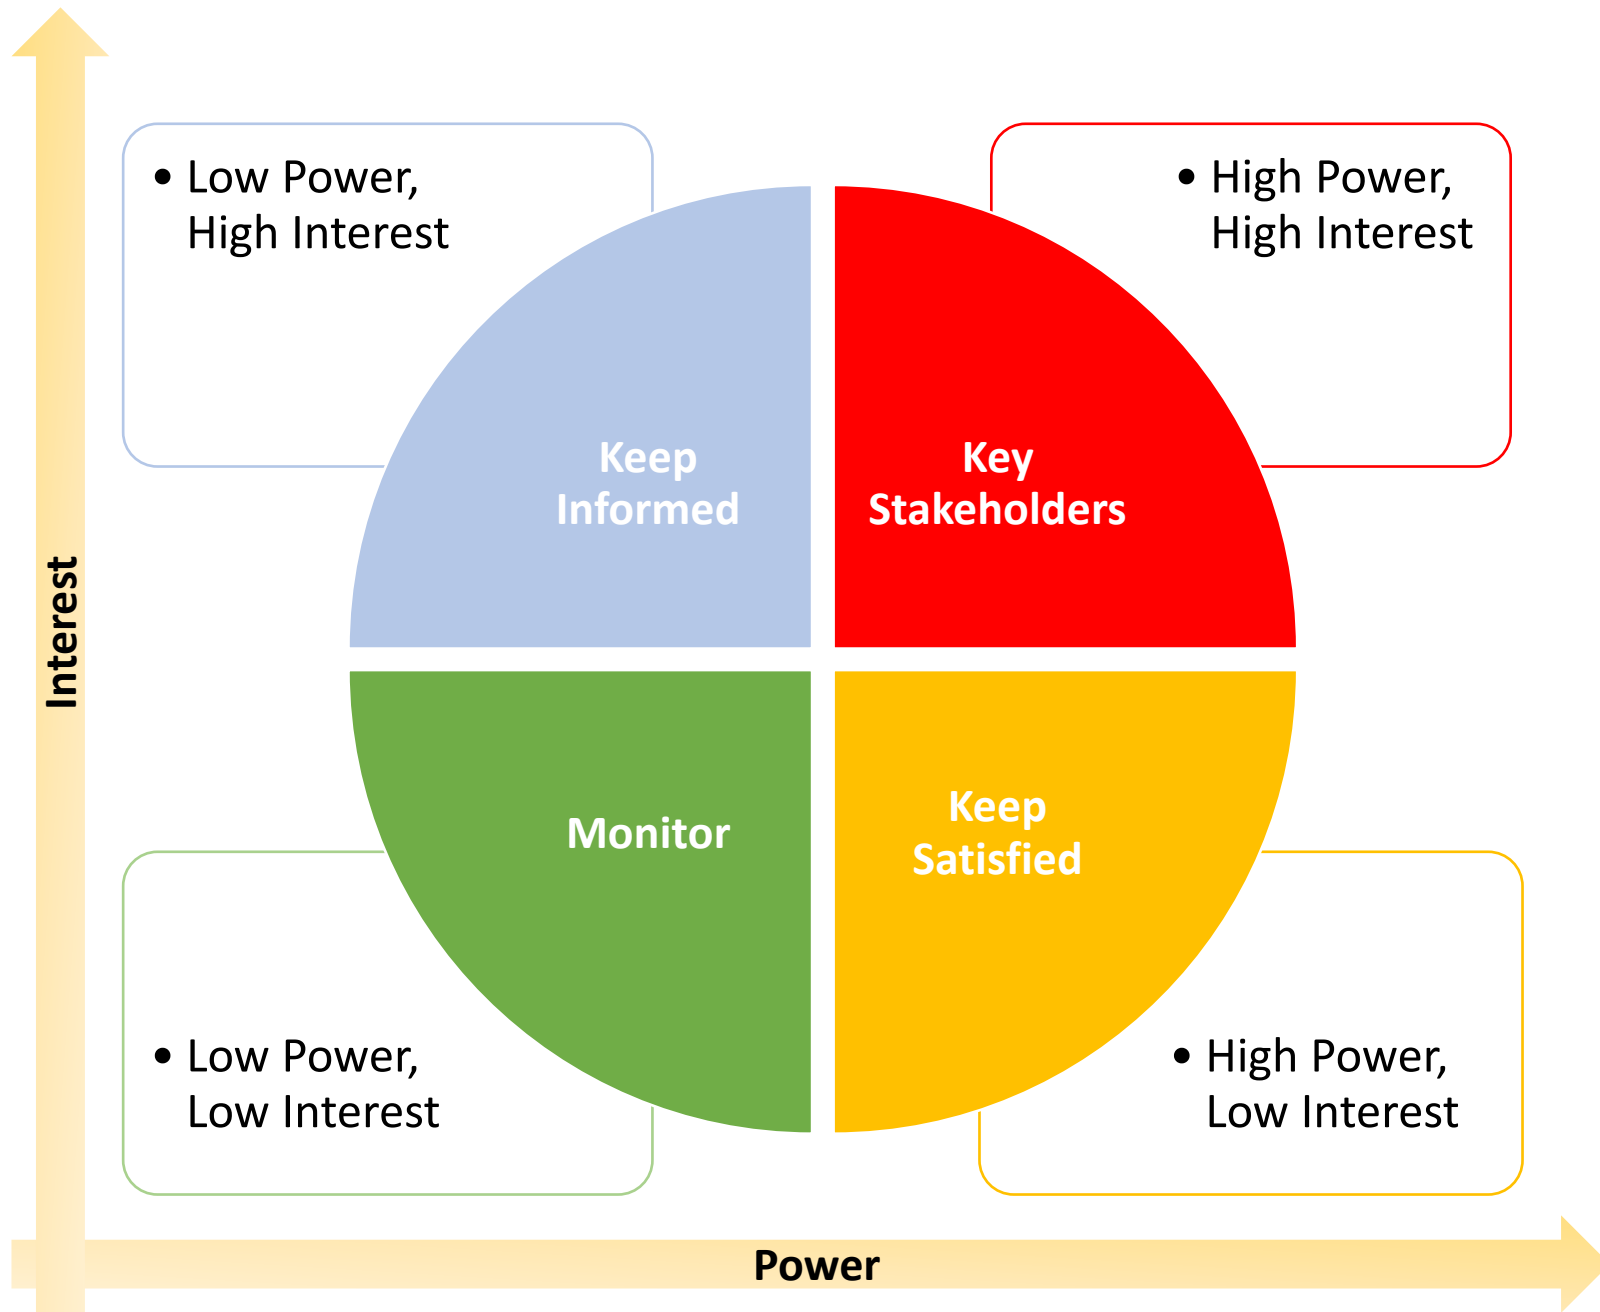 • Low Power,
High Interest
• High Power,
High Interest
Keep
Informed
Key
Stakeholders
Interest
Monitor
Keep
Satisfied
• Low Power,
Low Interest
• High Power,
Low Interest
Power